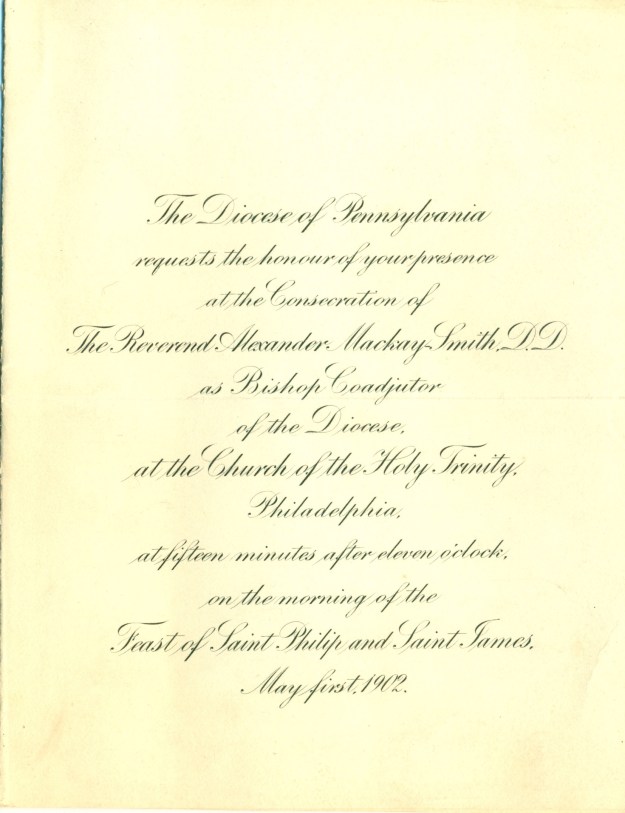 The Diocese of Pennsylvania
requests the honour of your presence
at the Consecration of
The Reverend Alexander Mackay-Smith, D.D.
as Bishop Coadjutor
of the Diocese,
at the Church of the Holy Trinity,
Philadelphia,
at fifteen minutes after eleven o'clock,
on the morning of the
Feast of Saint Philip and Saint James,
May first, 1902.